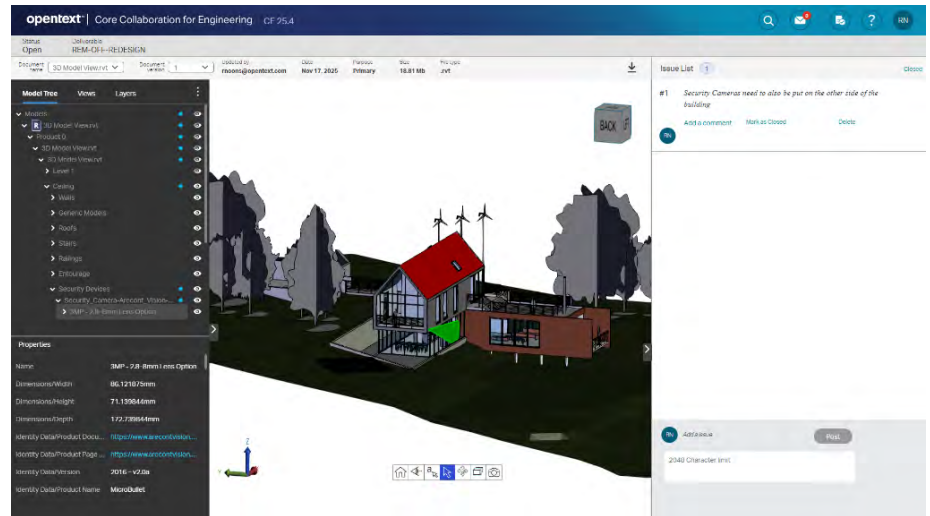 opentext™ | Core Collaboration for Engineering CE 25.4
RN
Status
Open
Deliverable
REM-OFF-REDESIGN
Document name
3D Model View.rvt
Document version
1
Updated by
rnoons@opentext.com
Date
Nov 17, 2025
Purpose
Primary
Size
18.81 Mb
File type
.rvt
Model Tree Views Layers
Models
R 3D Model View.rvt
Product 0
3D Model View.rvt
3D Model View.rvt
Level 1
Ceiling
Walls
Generic Models
Roofs
Stairs
Railings
Entourage
Security Devices
Security_Camera-Arecont_Vision-...
3MP - 2.8-8mm Lens Option
Properties
Name 3MP - 2.8-8mm Lens Option
Dimensions/Width 86.121875mm
Dimensions/Height 71.139844mm
Dimensions/Depth 172.739844mm
Identity Data/Product Docu... https://www.arecontvision...
Identity Data/Product Page ... https://www.arecontvision...
Identity Data/Version 2016 - v2.0a
Identity Data/Product Name MicroBullet
BACK
Z
Issue List 1 Closed
#1 Security Cameras need to also be put on the other side of the
building
RN
Add a comment Mark as Closed Delete
RN Add issue Post
2048 Character limit